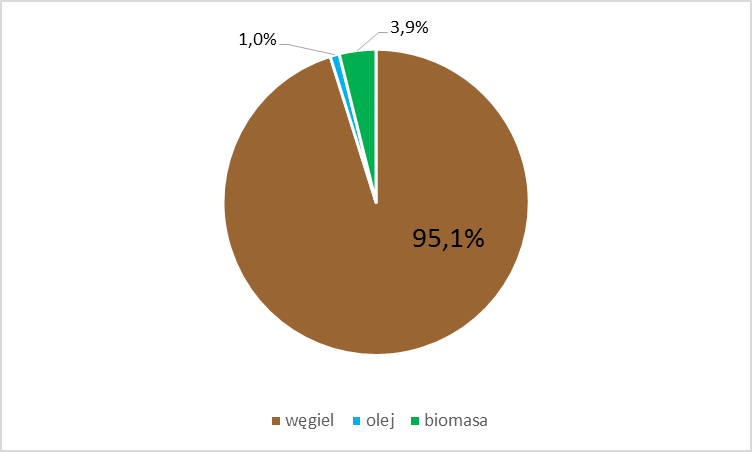 3,9%
1,0%
95,1%
węgiel olej biomasa